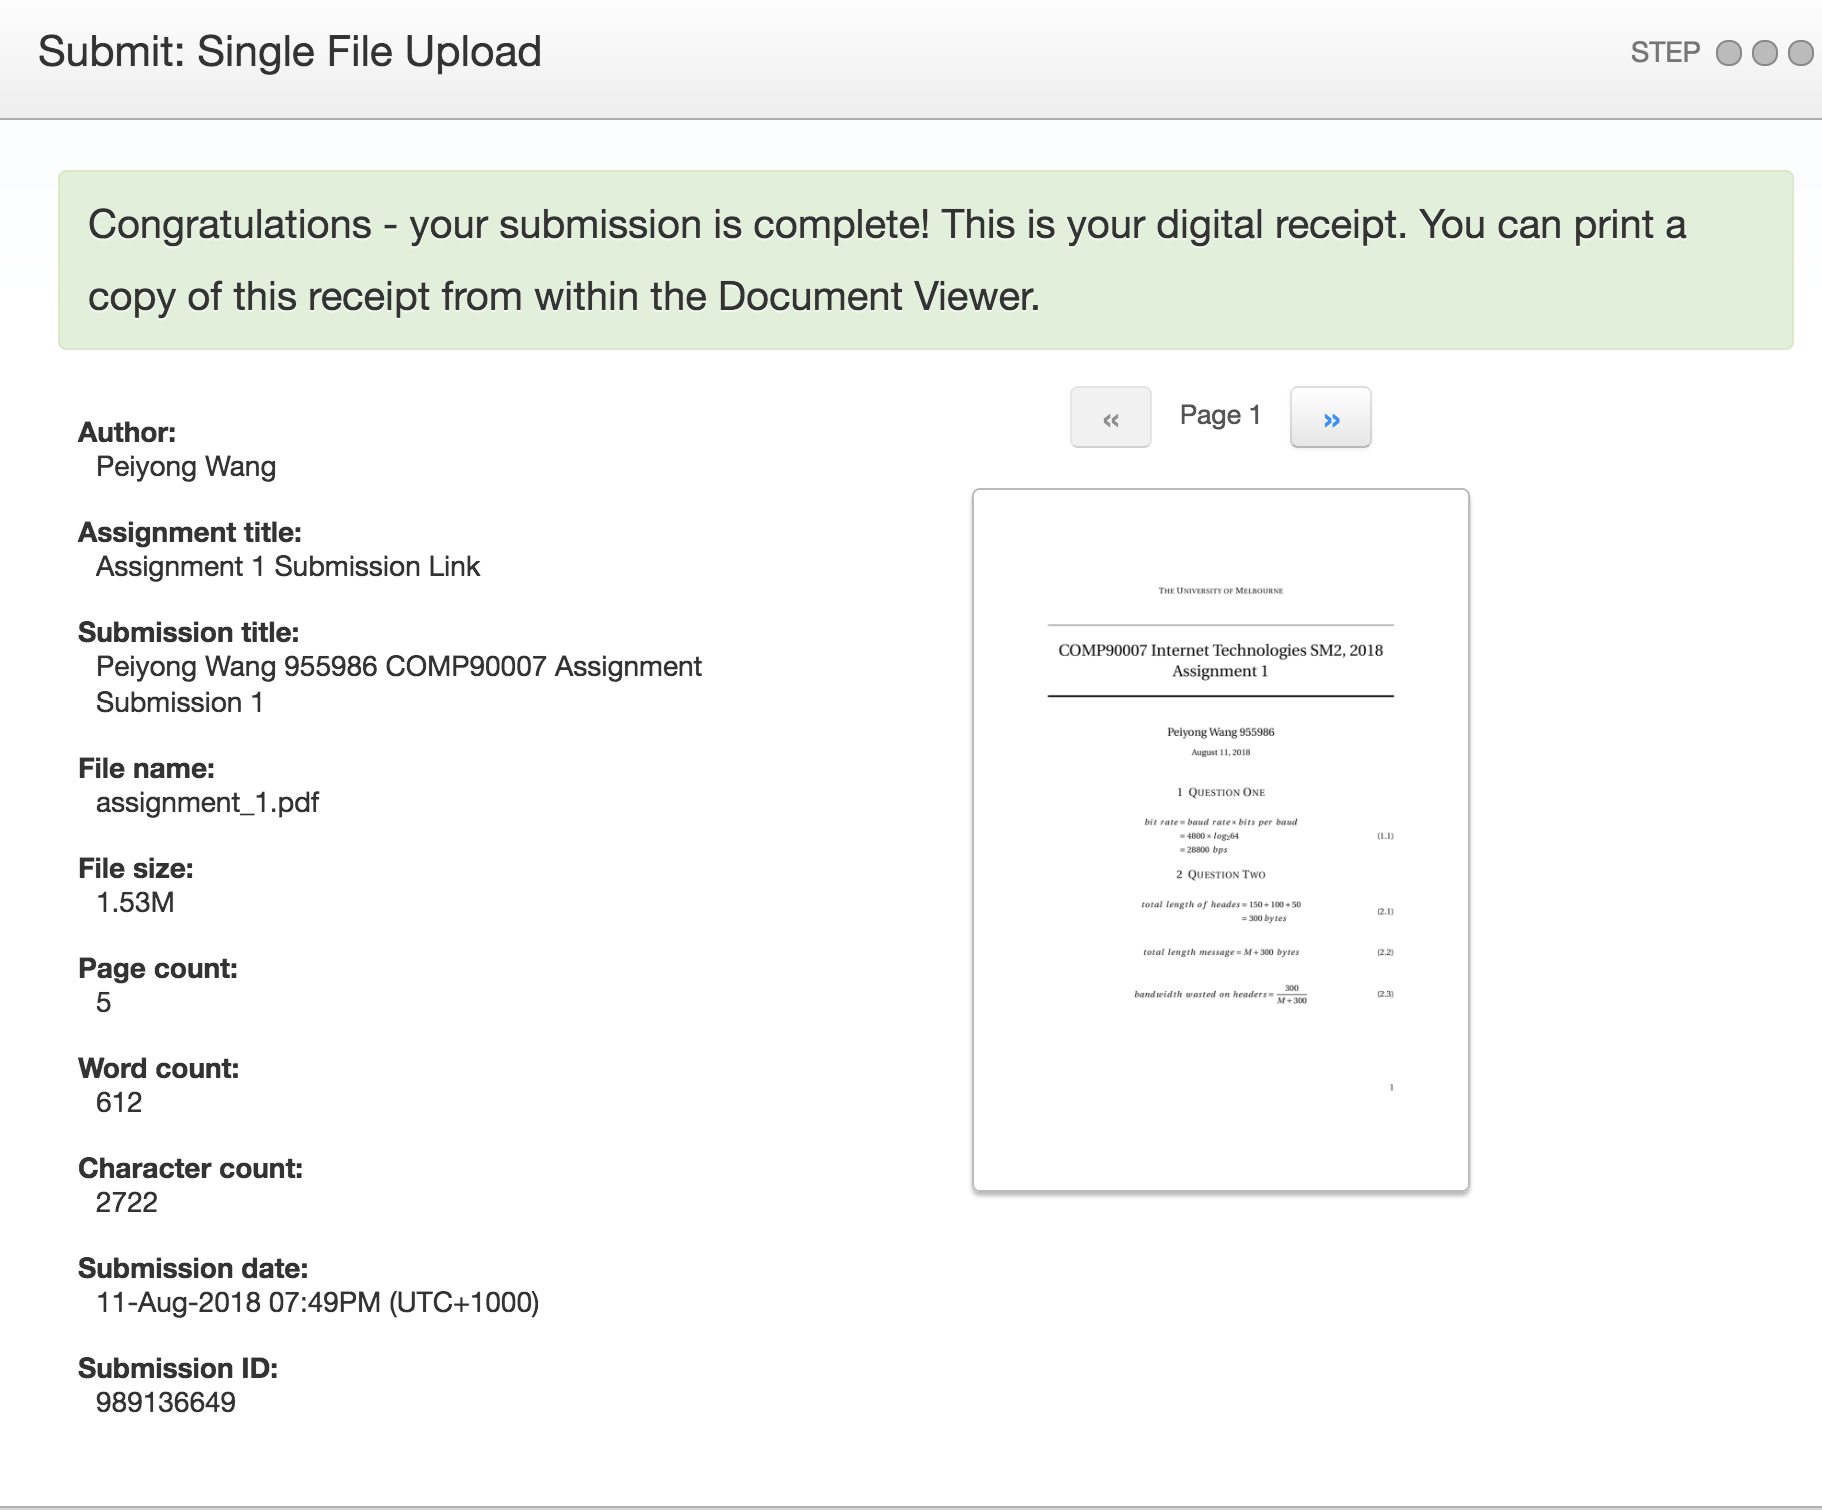 Submit: Single File Upload
STEP
Congratulations - your submission is complete! This is your digital receipt. You can print a
copy of this receipt from within the Document Viewer.
Author:
Peiyong Wang
Assignment title:
Assignment 1 Submission Link
Submission title:
Peiyong Wang 955986 COMP90007 Assignment
Submission 1
File name:
assignment_1.pdf
File size:
1.53M
Page count:
5
Word count:
612
Character count:
2722
Submission date:
11-Aug-2018 07:49PM (UTC+1000)
Submission ID:
989136649
« Page 1 »
THE UNIVERSITY OF MELBOURNE
COMP90007 Internet Technologies SM2, 2018
Assignment 1
Peiyong Wang 955986
August 11, 2018
1 QUESTION ONE
bit rate = baud rate × bits per baud
= 4800 × log₂64 (1.1)
= 28800 bps
2 QUESTION TWO
total length of heades = 150 + 100 + 50
= 300 bytes (2.1)
total length message = M + 300 bytes (2.2)
bandwidth wasted on headers = 300 / M + 300 (2.3)
1